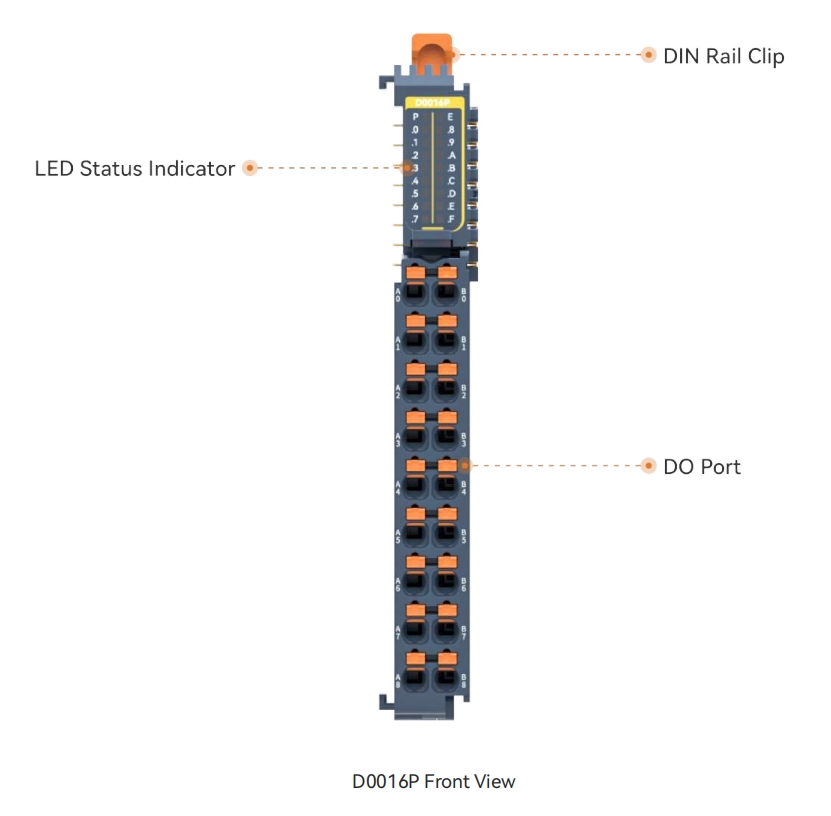 DIN Rail Clip
D0016P
P E
.0 .8
.1 .9
.2 .A
.3 .B
.4 .C
.5 .D
.6 .E
.7 .F
LED Status Indicator
A0 B0
A1 B1
A2 B2
A3 B3
A4 B4
DO Port
A5 B5
A6 B6
A7 B7
A8 B8
D0016P Front View